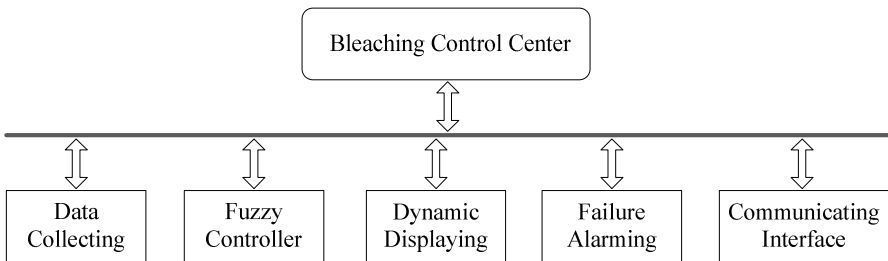 Bleaching Control Center
Data
Collecting
Fuzzy
Controller
Dynamic
Displaying
Failure
Alarming
Communicating
Interface